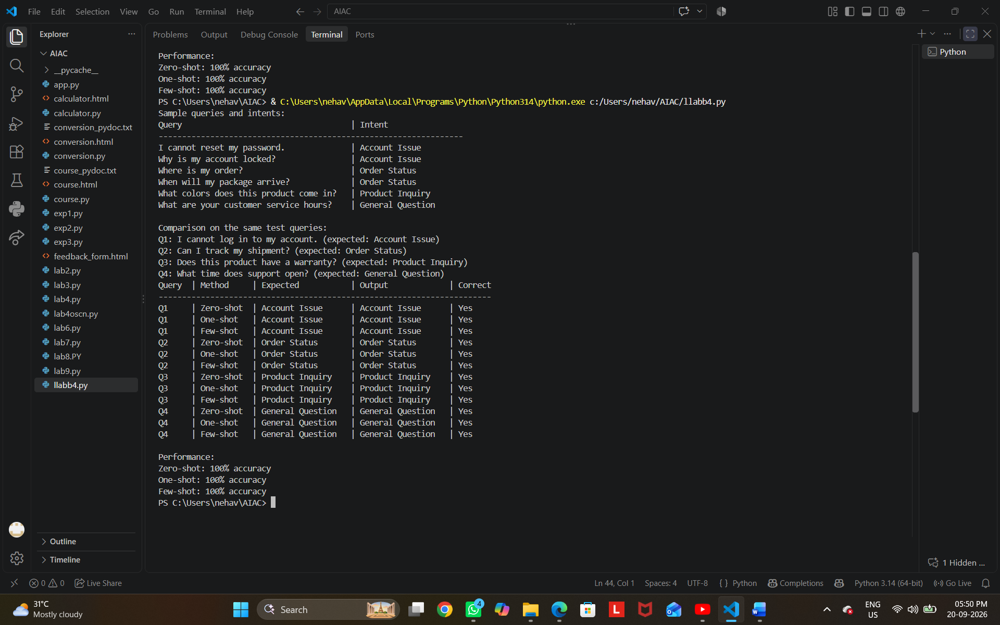 File Edit Selection View Go Run Terminal Help
AIAC
Explorer
AIAC
__pycache__
app.py
calculator.html
calculator.py
conversion_pydoc.txt
conversion.html
conversion.py
course_pydoc.txt
course.html
course.py
exp1.py
exp2.py
exp3.py
feedback_form.html
lab2.py
lab3.py
lab4.py
lab4oscn.py
lab6.py
lab7.py
lab8.PY
lab9.py
llabb4.py
Outline
Timeline
Problems Output Debug Console Terminal Ports
Python
Performance:
Zero-shot: 100% accuracy
One-shot: 100% accuracy
Few-shot: 100% accuracy
PS C:\Users\nehav\AIAC> & C:\Users\nehav\AppData\Local\Programs\Python\Python314\python.exe c:/Users/nehav/AIAC/llabb4.py
Sample queries and intents:
Query | Intent
-----------------------------------------------------------------
I cannot reset my password. | Account Issue
Why is my account locked? | Account Issue
Where is my order? | Order Status
When will my package arrive? | Order Status
What colors does this product come in? | Product Inquiry
What are your customer service hours? | General Question
Comparison on the same test queries:
Q1: I cannot log in to my account. (expected: Account Issue)
Q2: Can I track my shipment? (expected: Order Status)
Q3: Does this product have a warranty? (expected: Product Inquiry)
Q4: What time does support open? (expected: General Question)
Query | Method | Expected | Output | Correct
-----------------------------------------------------------------------
Q1 | Zero-shot | Account Issue | Account Issue | Yes
Q1 | One-shot | Account Issue | Account Issue | Yes
Q1 | Few-shot | Account Issue | Account Issue | Yes
Q2 | Zero-shot | Order Status | Order Status | Yes
Q2 | One-shot | Order Status | Order Status | Yes
Q2 | Few-shot | Order Status | Order Status | Yes
Q3 | Zero-shot | Product Inquiry | Product Inquiry | Yes
Q3 | One-shot | Product Inquiry | Product Inquiry | Yes
Q3 | Few-shot | Product Inquiry | Product Inquiry | Yes
Q4 | Zero-shot | General Question | General Question | Yes
Q4 | One-shot | General Question | General Question | Yes
Q4 | Few-shot | General Question | General Question | Yes
Performance:
Zero-shot: 100% accuracy
One-shot: 100% accuracy
Few-shot: 100% accuracy
PS C:\Users\nehav\AIAC>
1 Hidden ...
0 0 Live Share
Ln 44, Col 1 Spaces: 4 UTF-8 { } Python Completions Python 3.14 (64-bit) Go Live
31°C
Mostly cloudy
Search
4
L
W
ENG
US
05:50 PM
20-09-2026